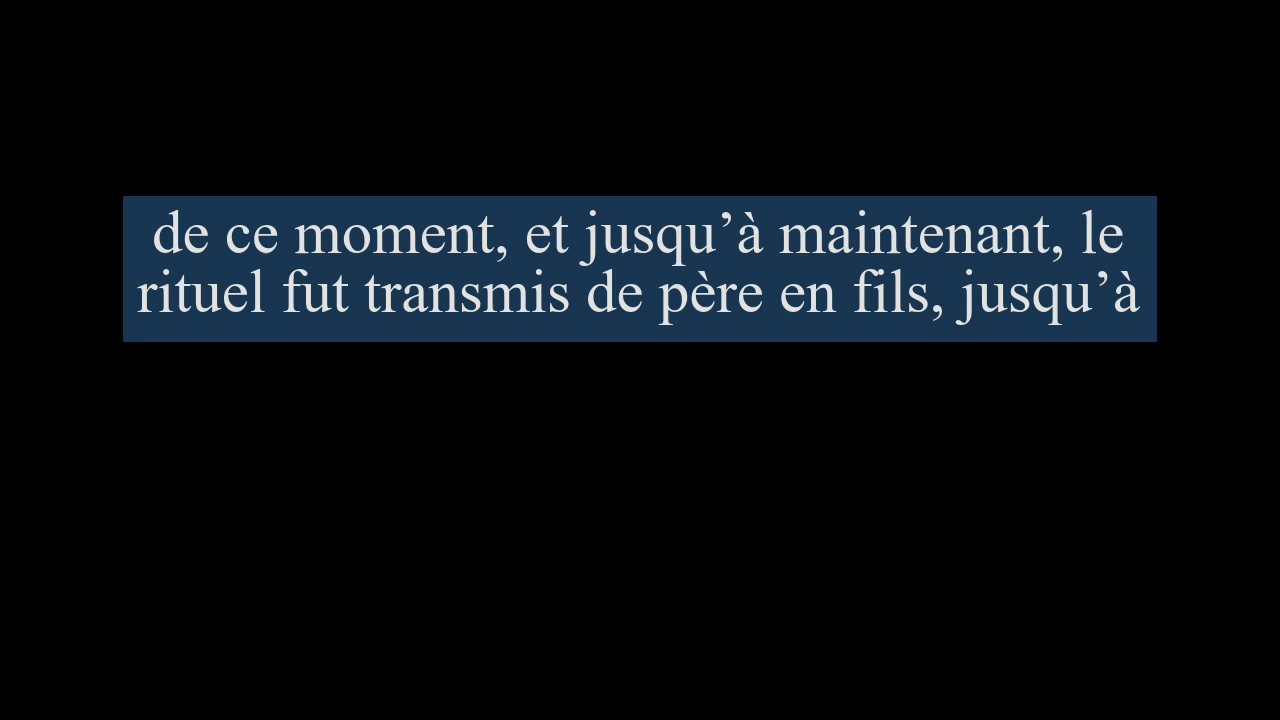 de ce moment, et jusqu’à maintenant, le
rituel fut transmis de père en fils, jusqu’à